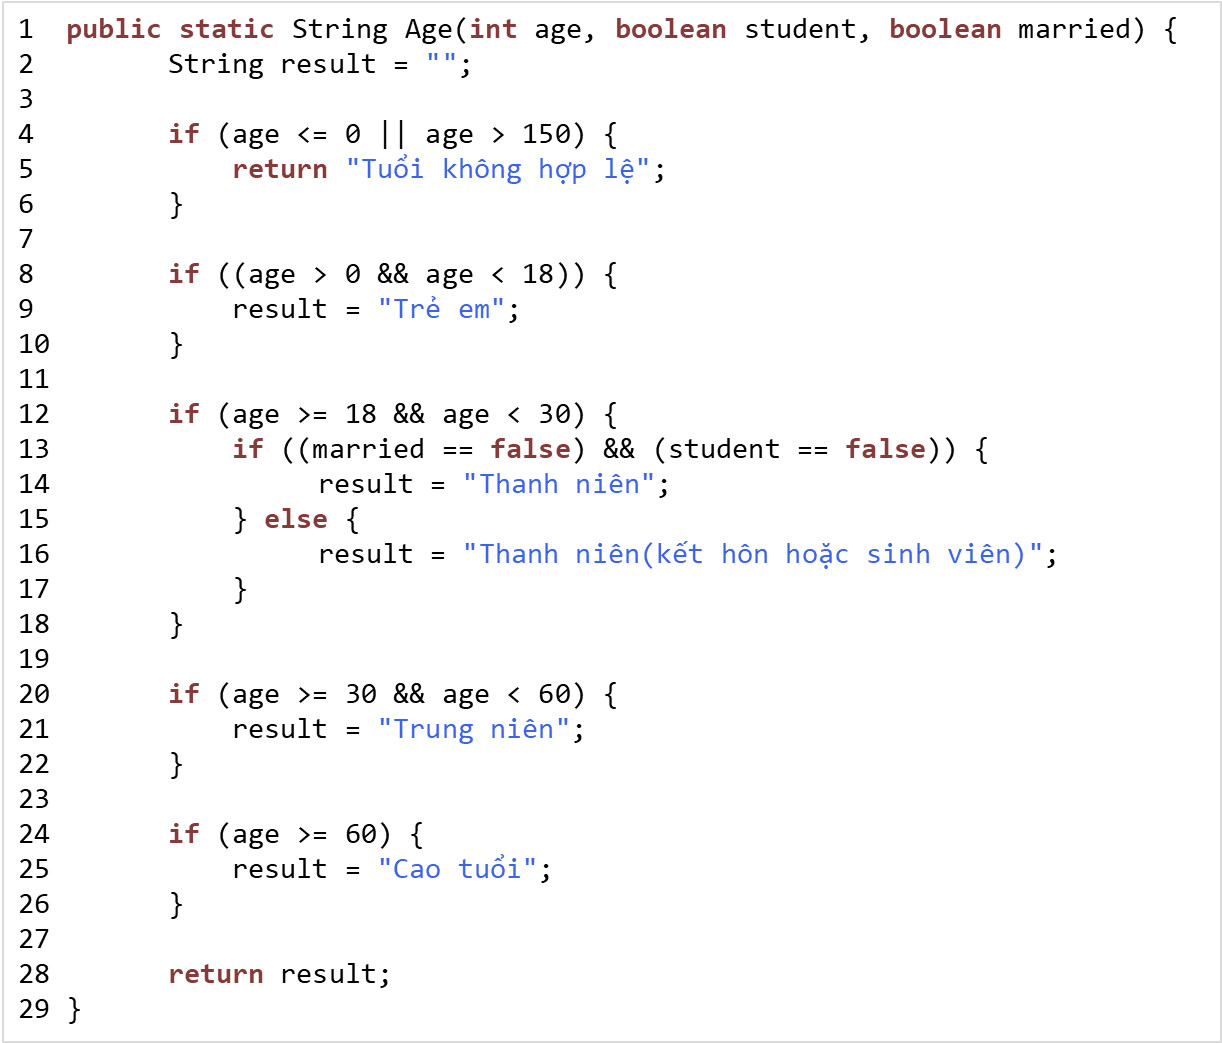 1 public static String Age(int age, boolean student, boolean married) {
2 String result = "";
3
4 if (age <= 0 || age > 150) {
5 return "Tuổi không hợp lệ";
6 }
7
8 if ((age > 0 && age < 18)) {
9 result = "Trẻ em";
10 }
11
12 if (age >= 18 && age < 30) {
13 if ((married == false) && (student == false)) {
14 result = "Thanh niên";
15 } else {
16 result = "Thanh niên(kết hôn hoặc sinh viên)";
17 }
18 }
19
20 if (age >= 30 && age < 60) {
21 result = "Trung niên";
22 }
23
24 if (age >= 60) {
25 result = "Cao tuổi";
26 }
27
28 return result;
29 }